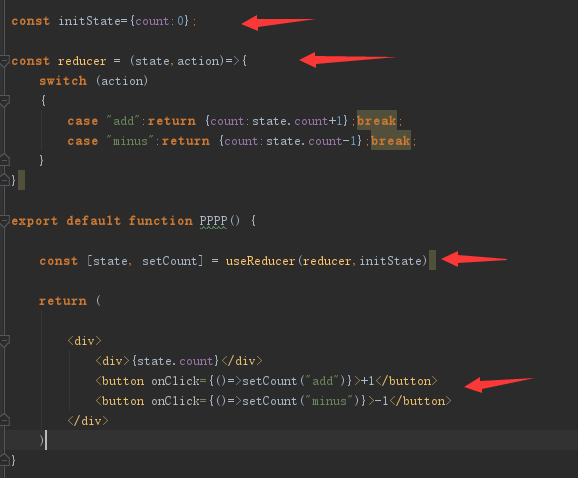 const initState={count:0};
const reducer = (state,action)=>{
switch (action)
{
case "add":return {count:state.count+1};break;
case "minus":return {count:state.count-1};break;
}
}
export default function PPPP() {
const [state, setCount] = useReducer(reducer,initState)
return (
<div>
<div>{state.count}</div>
<button onClick={()=>setCount("add")}>+1</button>
<button onClick={()=>setCount("minus")}>-1</button>
</div>
)
}